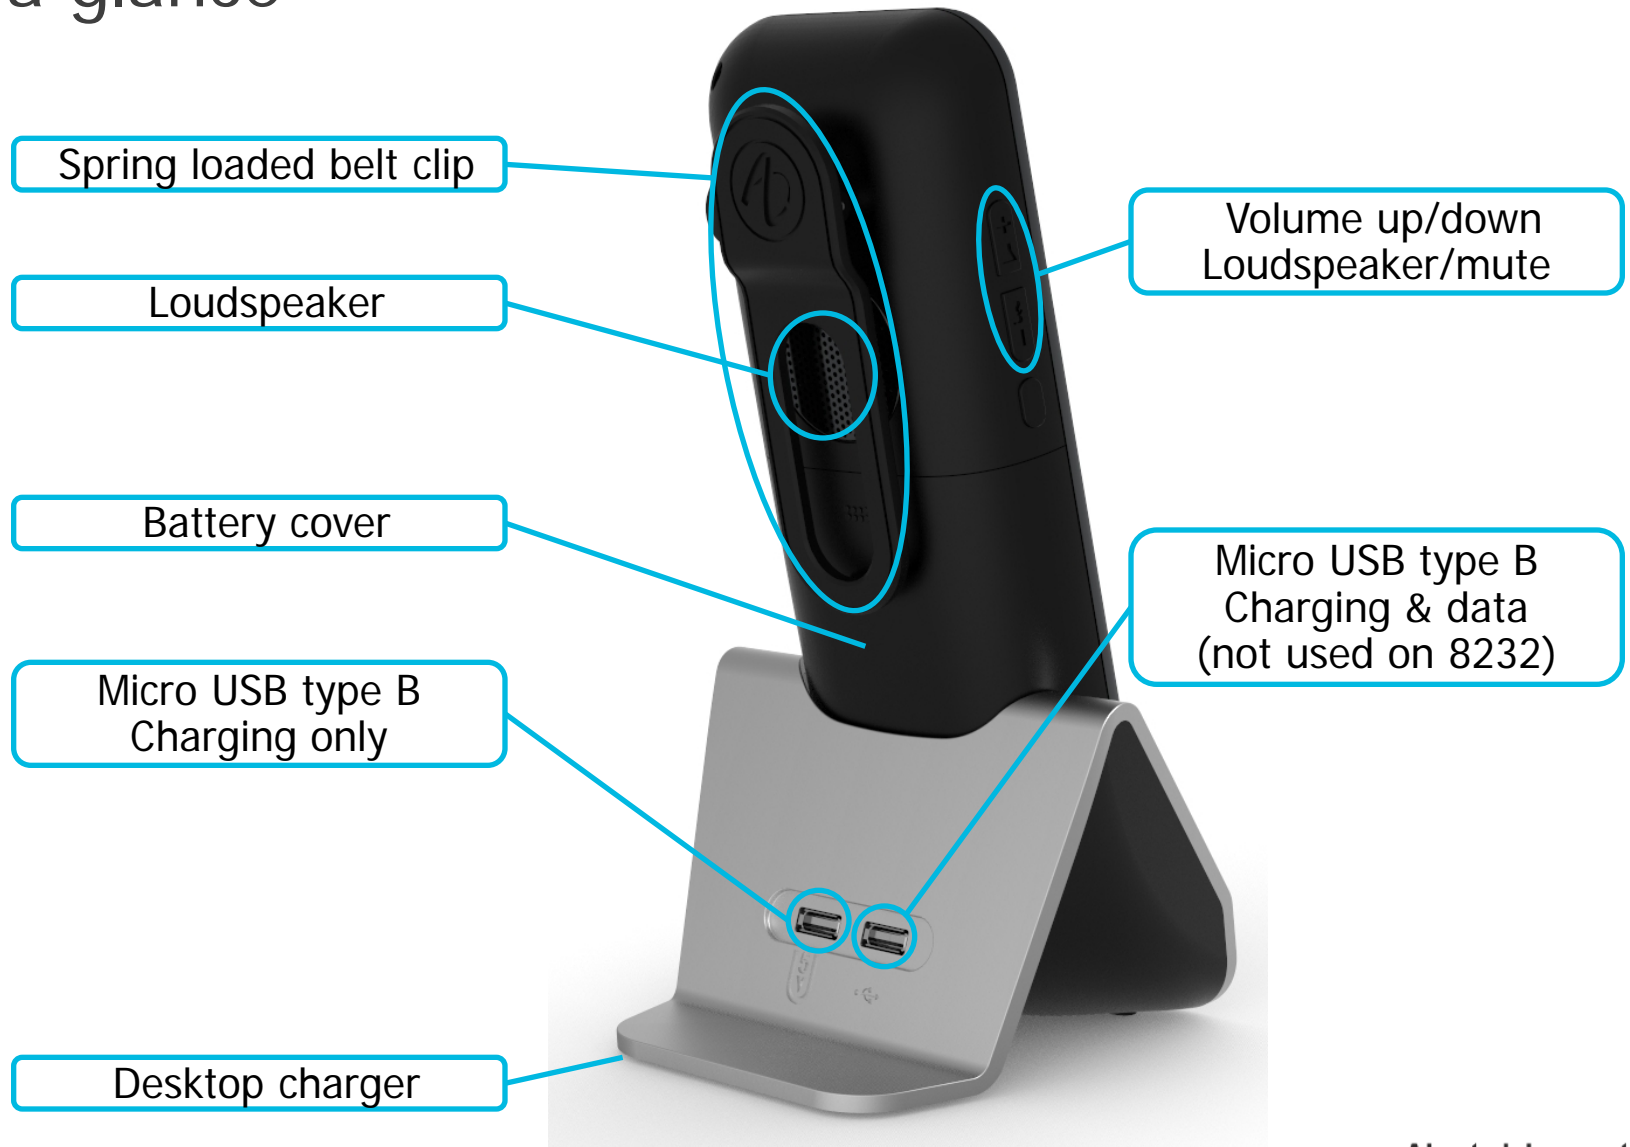 a glance
Spring loaded belt clip
Loudspeaker
Battery cover
Micro USB type B
Charging only
Desktop charger
Volume up/down
Loudspeaker/mute
Micro USB type B
Charging & data
(not used on 8232)